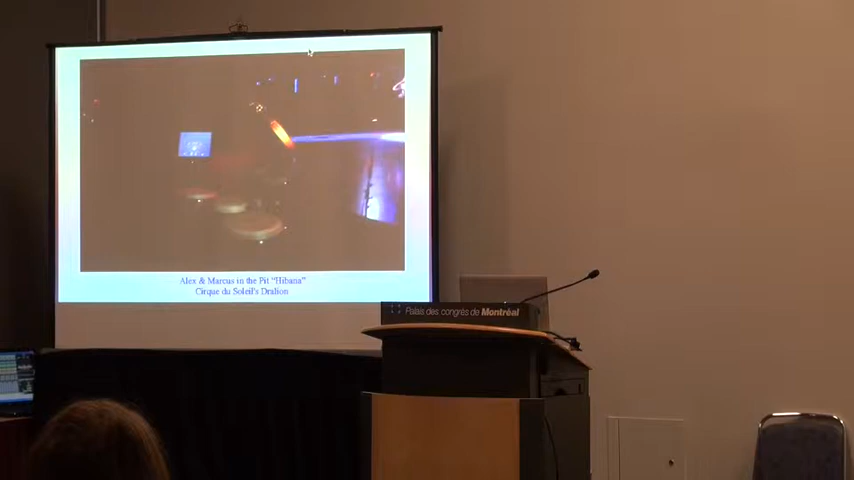 Alex & Marcus in the Pit "Hibana"
Cirque du Soleil's Dralion
Palais des congrès de Montréal